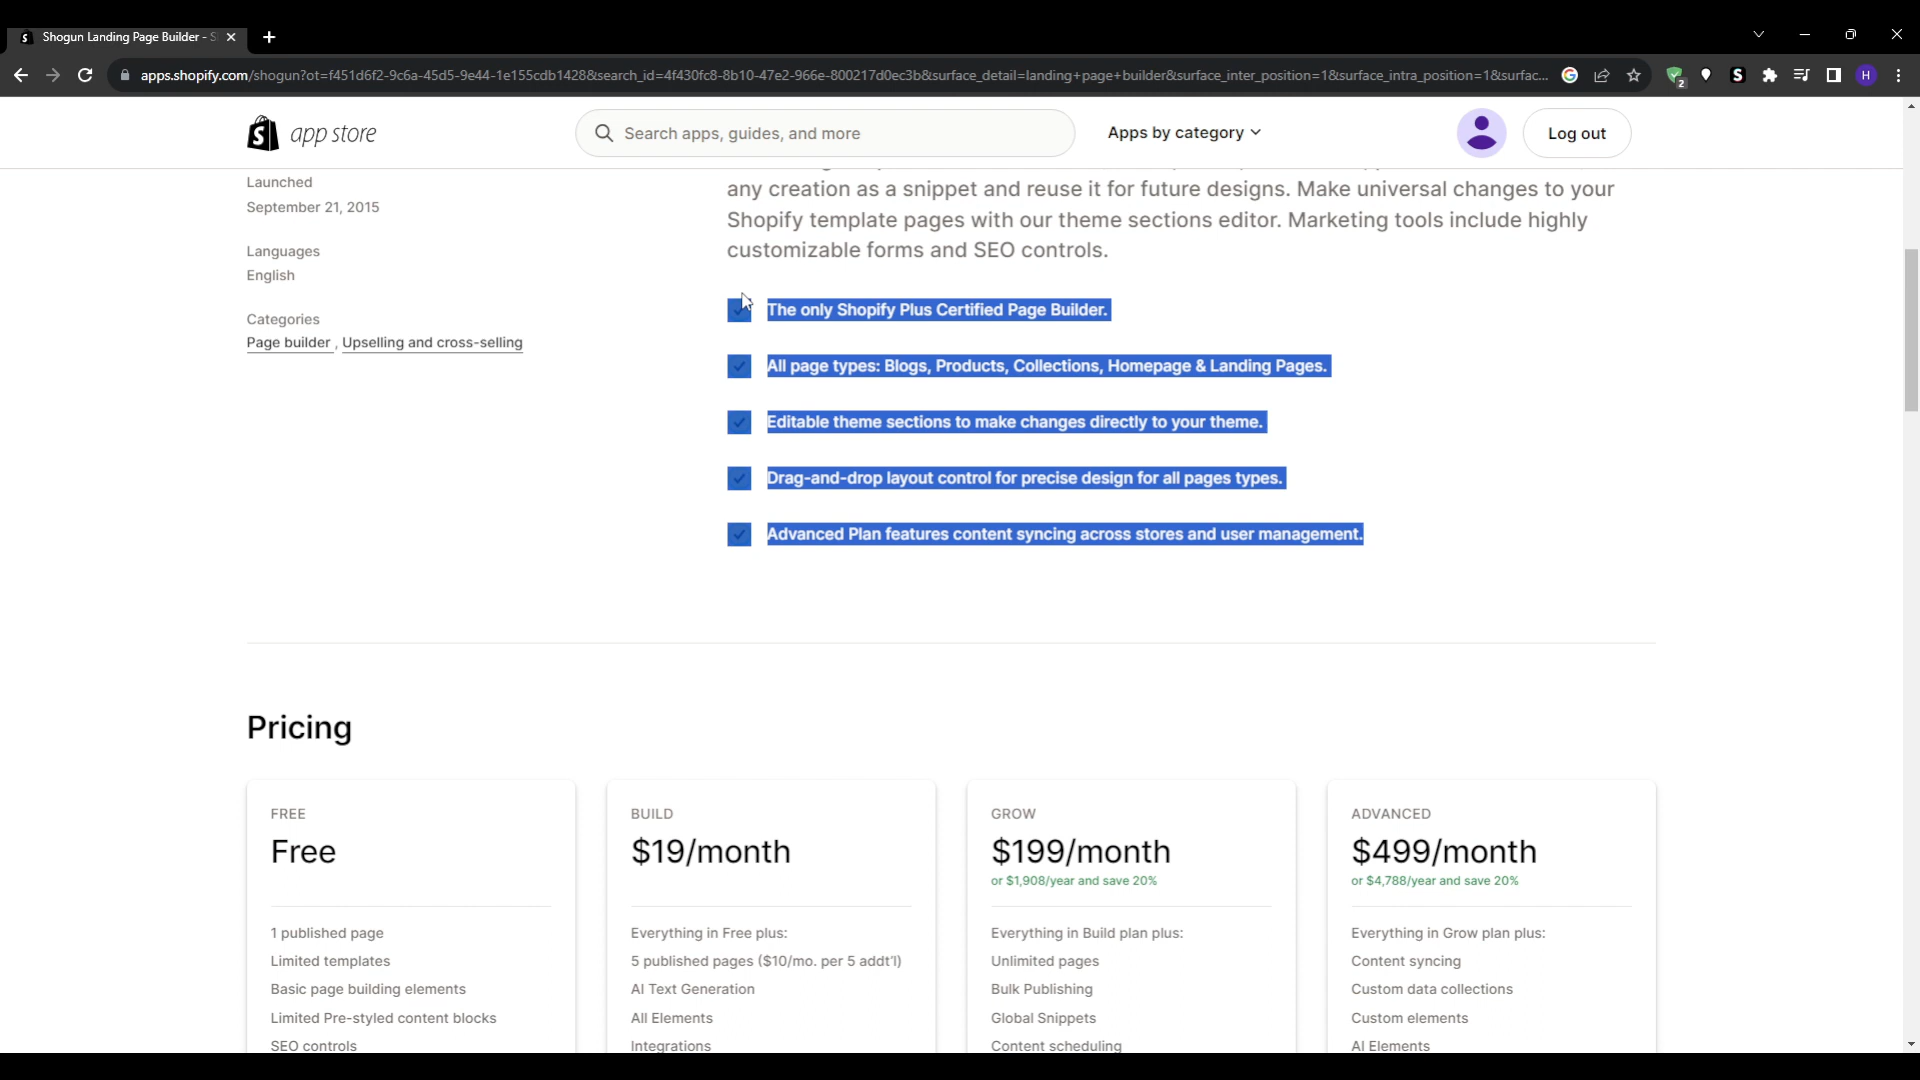 Shogun Landing Page Builder - S
apps.shopify.com/shogun?ot=f451d6f2-9c6a-45d5-9e44-1e155cdb1428&search_id=4f430fc8-8b10-47e2-966e-800217d0ec3b&surface_detail=landing+page+builder&surface_inter_position=1&surface_intra_position=1&surfac...
2
H
app store
Search apps, guides, and more
Apps by category
Log out
Launched
September 21, 2015
Languages
English
Categories
Page builder , Upselling and cross-selling
any creation as a snippet and reuse it for future designs. Make universal changes to your
Shopify template pages with our theme sections editor. Marketing tools include highly
customizable forms and SEO controls.
The only Shopify Plus Certified Page Builder.
All page types: Blogs, Products, Collections, Homepage & Landing Pages.
Editable theme sections to make changes directly to your theme.
Drag-and-drop layout control for precise design for all pages types.
Advanced Plan features content syncing across stores and user management.
Pricing
FREE
Free
1 published page
Limited templates
Basic page building elements
Limited Pre-styled content blocks
SEO controls
BUILD
$19/month
Everything in Free plus:
5 published pages ($10/mo. per 5 addt'l)
AI Text Generation
All Elements
Integrations
GROW
$199/month
or $1,908/year and save 20%
Everything in Build plan plus:
Unlimited pages
Bulk Publishing
Global Snippets
Content scheduling
ADVANCED
$499/month
or $4,788/year and save 20%
Everything in Grow plan plus:
Content syncing
Custom data collections
Custom elements
AI Elements